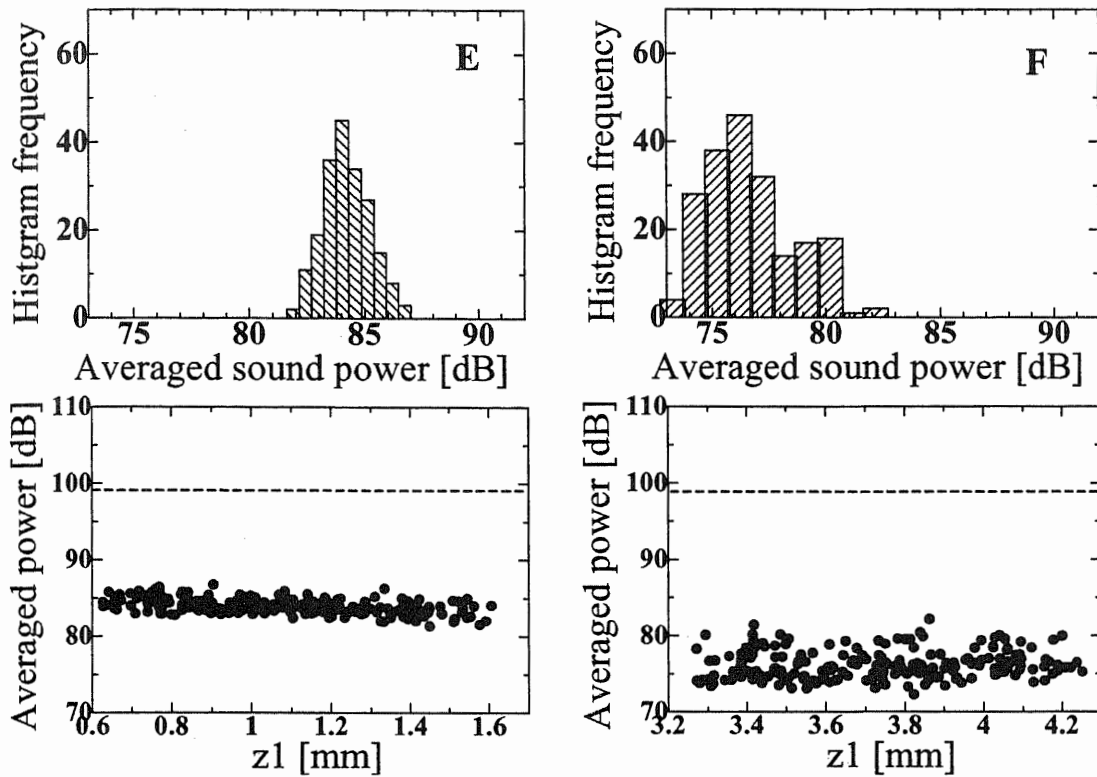 Histgram frequency
60
40
20
0
E
75 80 85 90
Averaged sound power [dB]
Histgram frequency
60
40
20
0
F
75 80 85 90
Averaged sound power [dB]
Averaged power [dB]
110
100
90
80
70
0.6 0.8 1 1.2 1.4 1.6
z1 [mm]
Averaged power [dB]
110
100
90
80
70
3.2 3.4 3.6 3.8 4 4.2
z1 [mm]